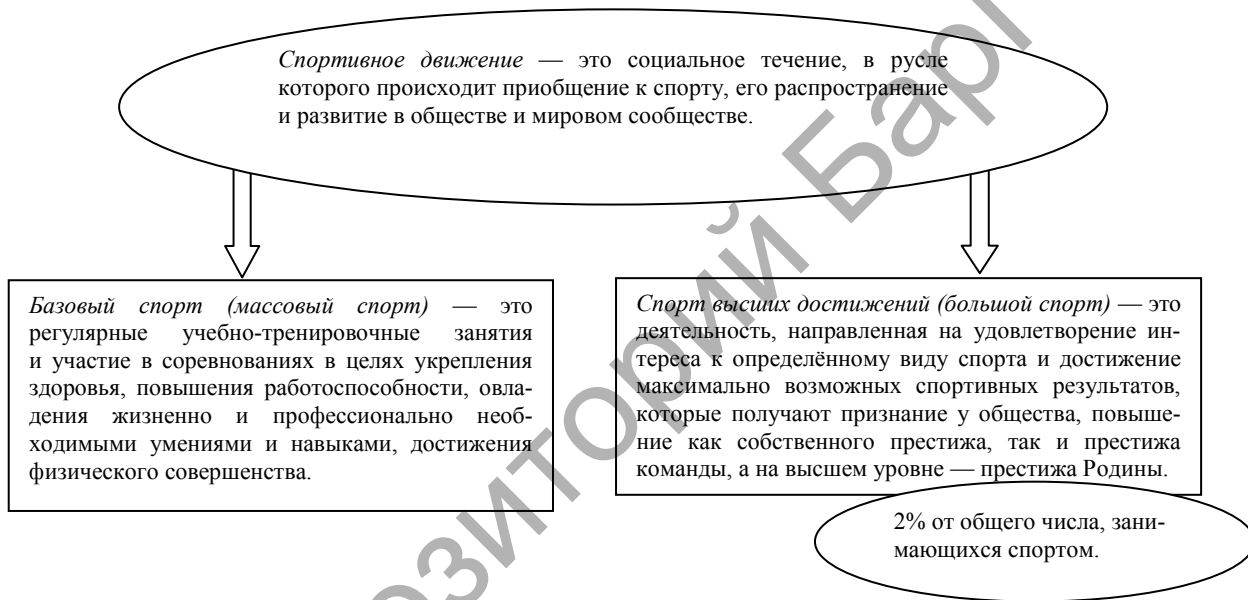 Спортивное движение — это социальное течение, в русле
которого происходит приобщение к спорту, его распространение
и развитие в обществе и мировом сообществе.
Базовый спорт (массовый спорт) — это
регулярные учебно-тренировочные занятия
и участие в соревнованиях в целях укрепления
здоровья, повышения работоспособности, овла-
дения жизненно и профессионально необ-
ходимыми умениями и навыками, достижения
физического совершенства.
Спорт высших достижений (большой спорт) — это
деятельность, направленная на удовлетворение ин-
тереса к определённому виду спорта и достижение
максимально возможных спортивных результатов,
которые получают признание у общества, повыше-
ние как собственного престижа, так и престижа
команды, а на высшем уровне — престижа Родины.
2% от общего числа, зани-
мающихся спортом.